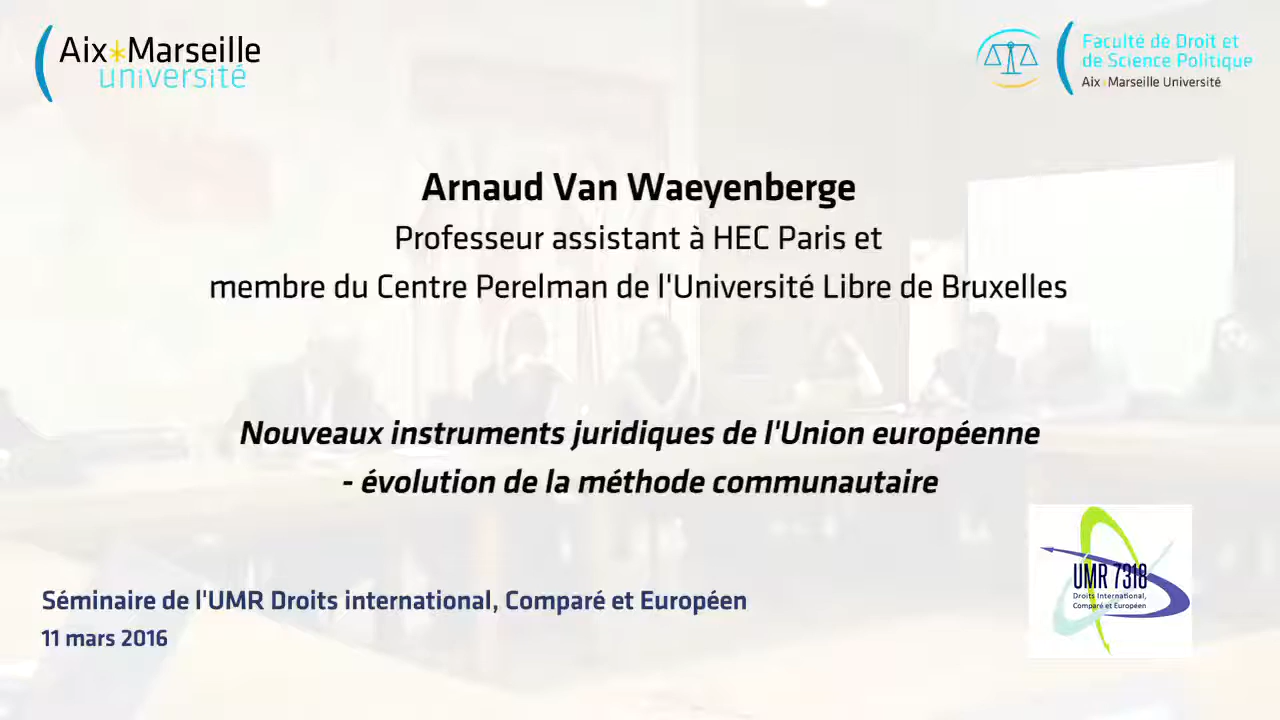 Aix*Marseille
université
Faculté de Droit et
de Science Politique
Aix*Marseille Université
Arnaud Van Waeyenberge
Professeur assistant à HEC Paris et
membre du Centre Perelman de l'Université Libre de Bruxelles
Nouveaux instruments juridiques de l'Union européenne
- évolution de la méthode communautaire
UMR 7318
Droits International,
Comparé et Européen
Séminaire de l'UMR Droits international, Comparé et Européen
11 mars 2016